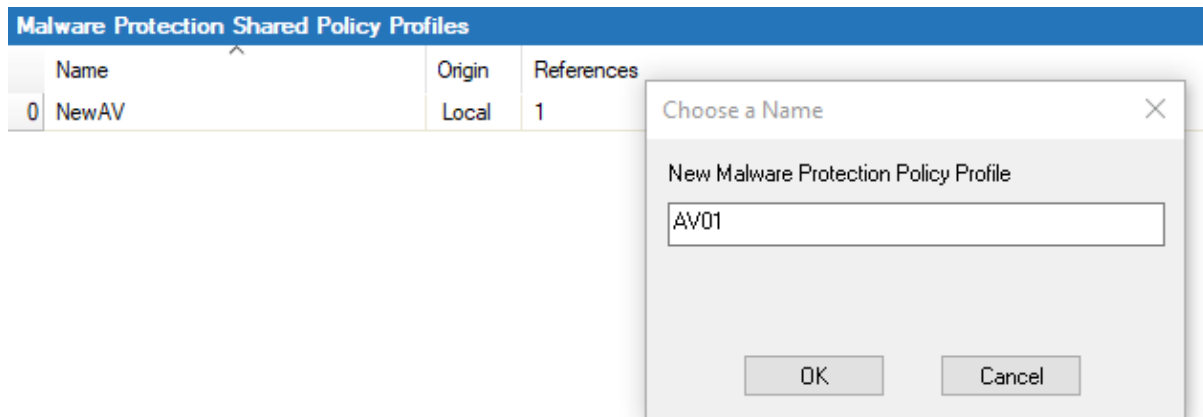 Malware Protection Shared Policy Profiles
Name Origin References
0 NewAV Local 1
Choose a Name
New Malware Protection Policy Profile
AV01
OK Cancel